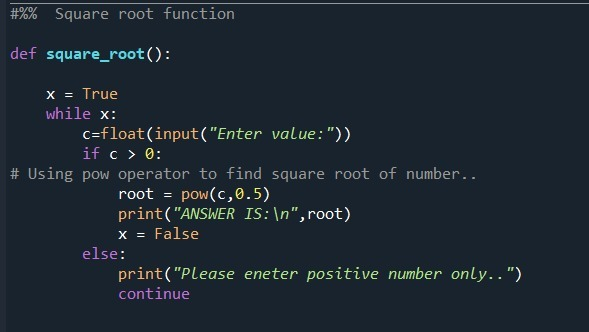 #%% Square root function
def square_root():
x = True
while x:
c=float(input("Enter value:"))
if c > 0:
# Using pow operator to find square root of number..
root = pow(c,0.5)
print("ANSWER IS:\n",root)
x = False
else:
print("Please eneter positive number only..")
continue